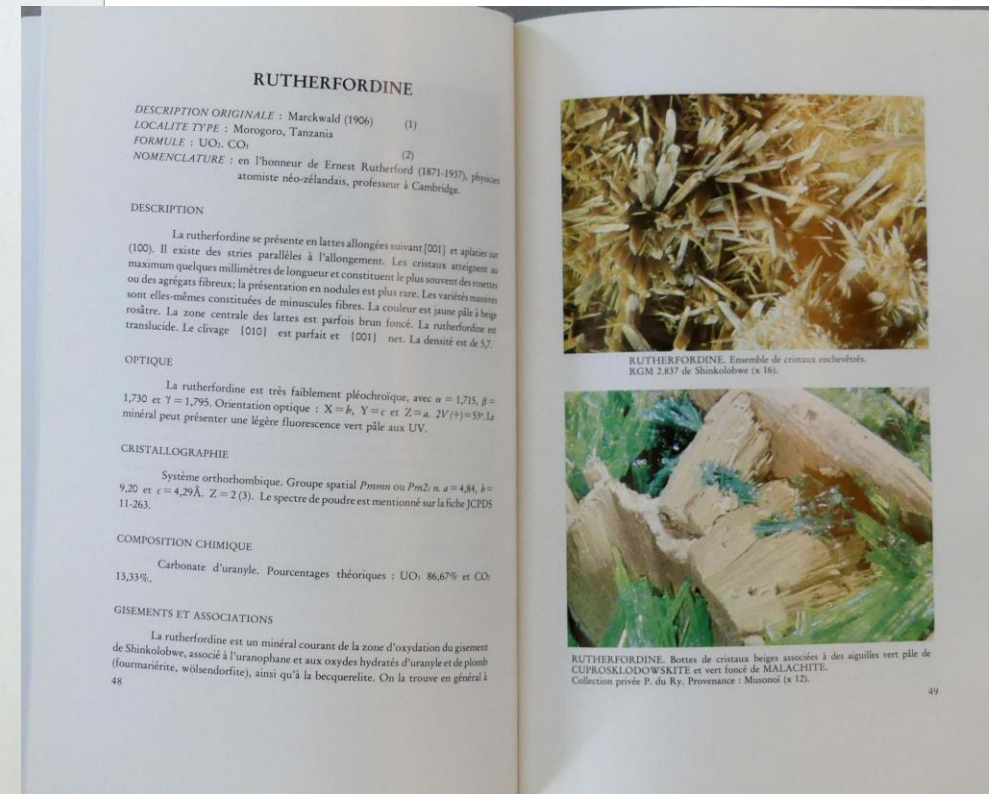 RUTHERFORDINE
DESCRIPTION ORIGINALE : Marckwald (1906) (1)
LOCALITE TYPE : Morogoro, Tanzania
FORMULE : UO₂. CO₃ (2)
NOMENCLATURE : en l'honneur de Ernest Rutherford (1871-1937), physicien
atomiste néo-zélandais, professeur à Cambridge.
DESCRIPTION
La rutherfordine se présente en lattes allongées suivant [001] et aplaties sur
(100). Il existe des stries parallèles à l'allongement. Les cristaux atteignent au
maximum quelques millimètres de longueur et constituent le plus souvent des rosettes
ou des agrégats fibreux; la présentation en nodules est plus rare. Les variétés massives
sont elles-mêmes constituées de minuscules fibres. La couleur est jaune pâle à beige
rosâtre. La zone centrale des lattes est parfois brun foncé. La rutherfordine est
translucide. Le clivage [010] est parfait et [001] net. La densité est de 5,7.
OPTIQUE
La rutherfordine est très faiblement pléochroïque, avec α = 1,715, β =
1,730 et Υ = 1,795. Orientation optique : X = b, Y = c et Z = a. 2V (+) = 53°. Le
minéral peut présenter une légère fluorescence vert pâle aux UV.
CRISTALLOGRAPHIE
Système orthorhombique. Groupe spatial Pmmn ou Pm2₁ n. a = 4,84, b =
9,20 et c = 4,29Å. Z = 2 (3). Le spectre de poudre est mentionné sur la fiche JCPDS
11-263.
COMPOSITION CHIMIQUE
Carbonate d'uranyle. Pourcentages théoriques : UO₃ 86,67% et CO₂
13,33%.
GISEMENTS ET ASSOCIATIONS
La rutherfordine est un minéral courant de la zone d'oxydation du gisement
de Shinkolobwe, associé à l'uranophane et aux oxydes hydratés d'uranyle et de plomb
(fourmariérite, wölsendorfite), ainsi qu'à la becquerelite. On la trouve en général à
48
RUTHERFORDINE. Ensemble de cristaux enchevêtrés.
RGM 2.837 de Shinkolobwe (x 16).
RUTHERFORDINE. Bottes de cristaux beiges associées à des aiguilles vert pâle de
CUPROSKLODOWSKITE et vert foncé de MALACHITE.
Collection privée P. du Ry. Provenance : Musonoï (x 12).
49